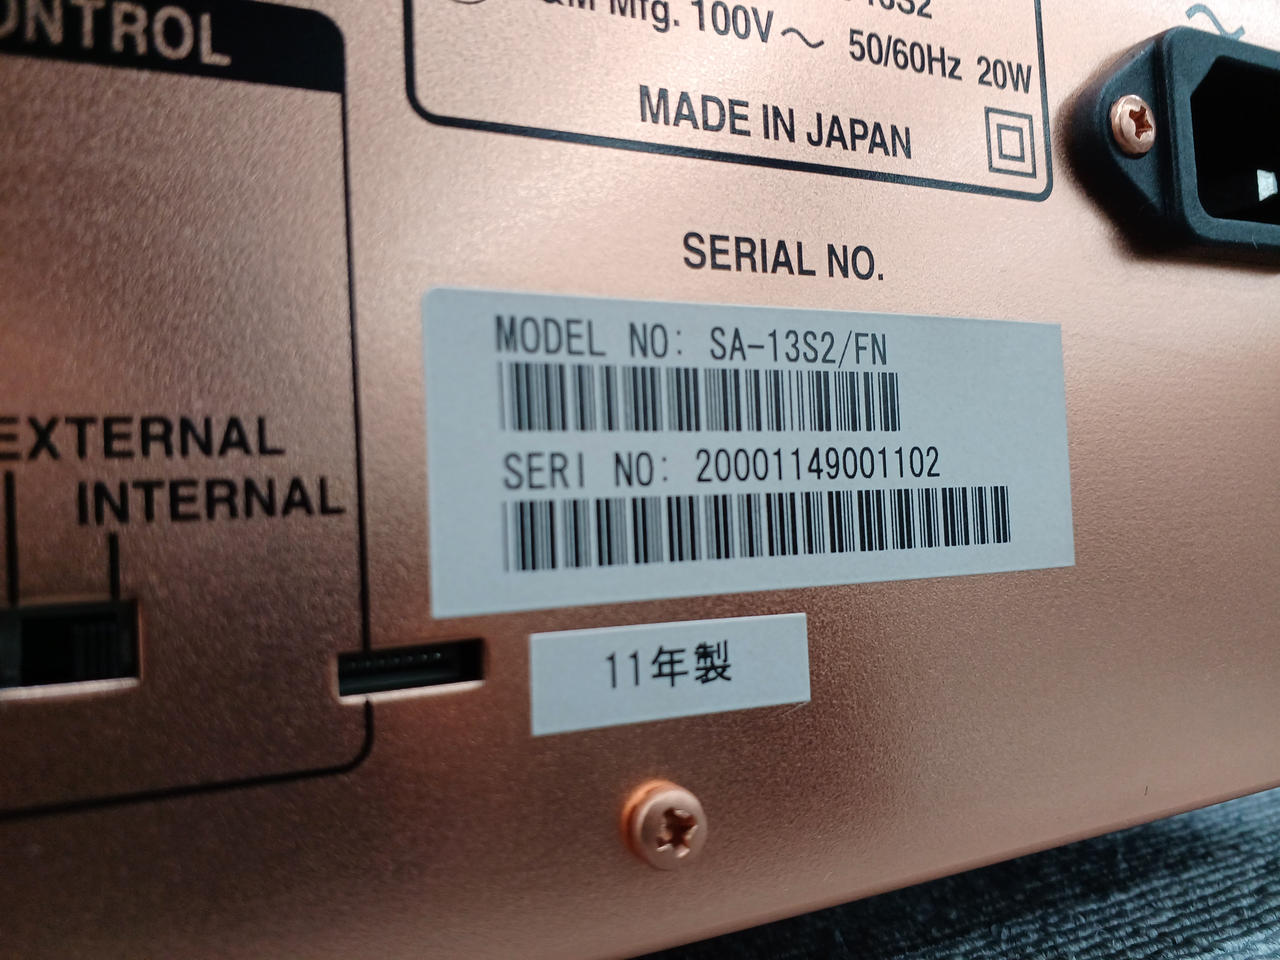 Mfg. 100V～ 50/60Hz 20W
MADE IN JAPAN
SERIAL NO.
MODEL NO: SA-13S2/FN
SERI NO: 20001149001102
11年製
EXTERNAL
INTERNAL